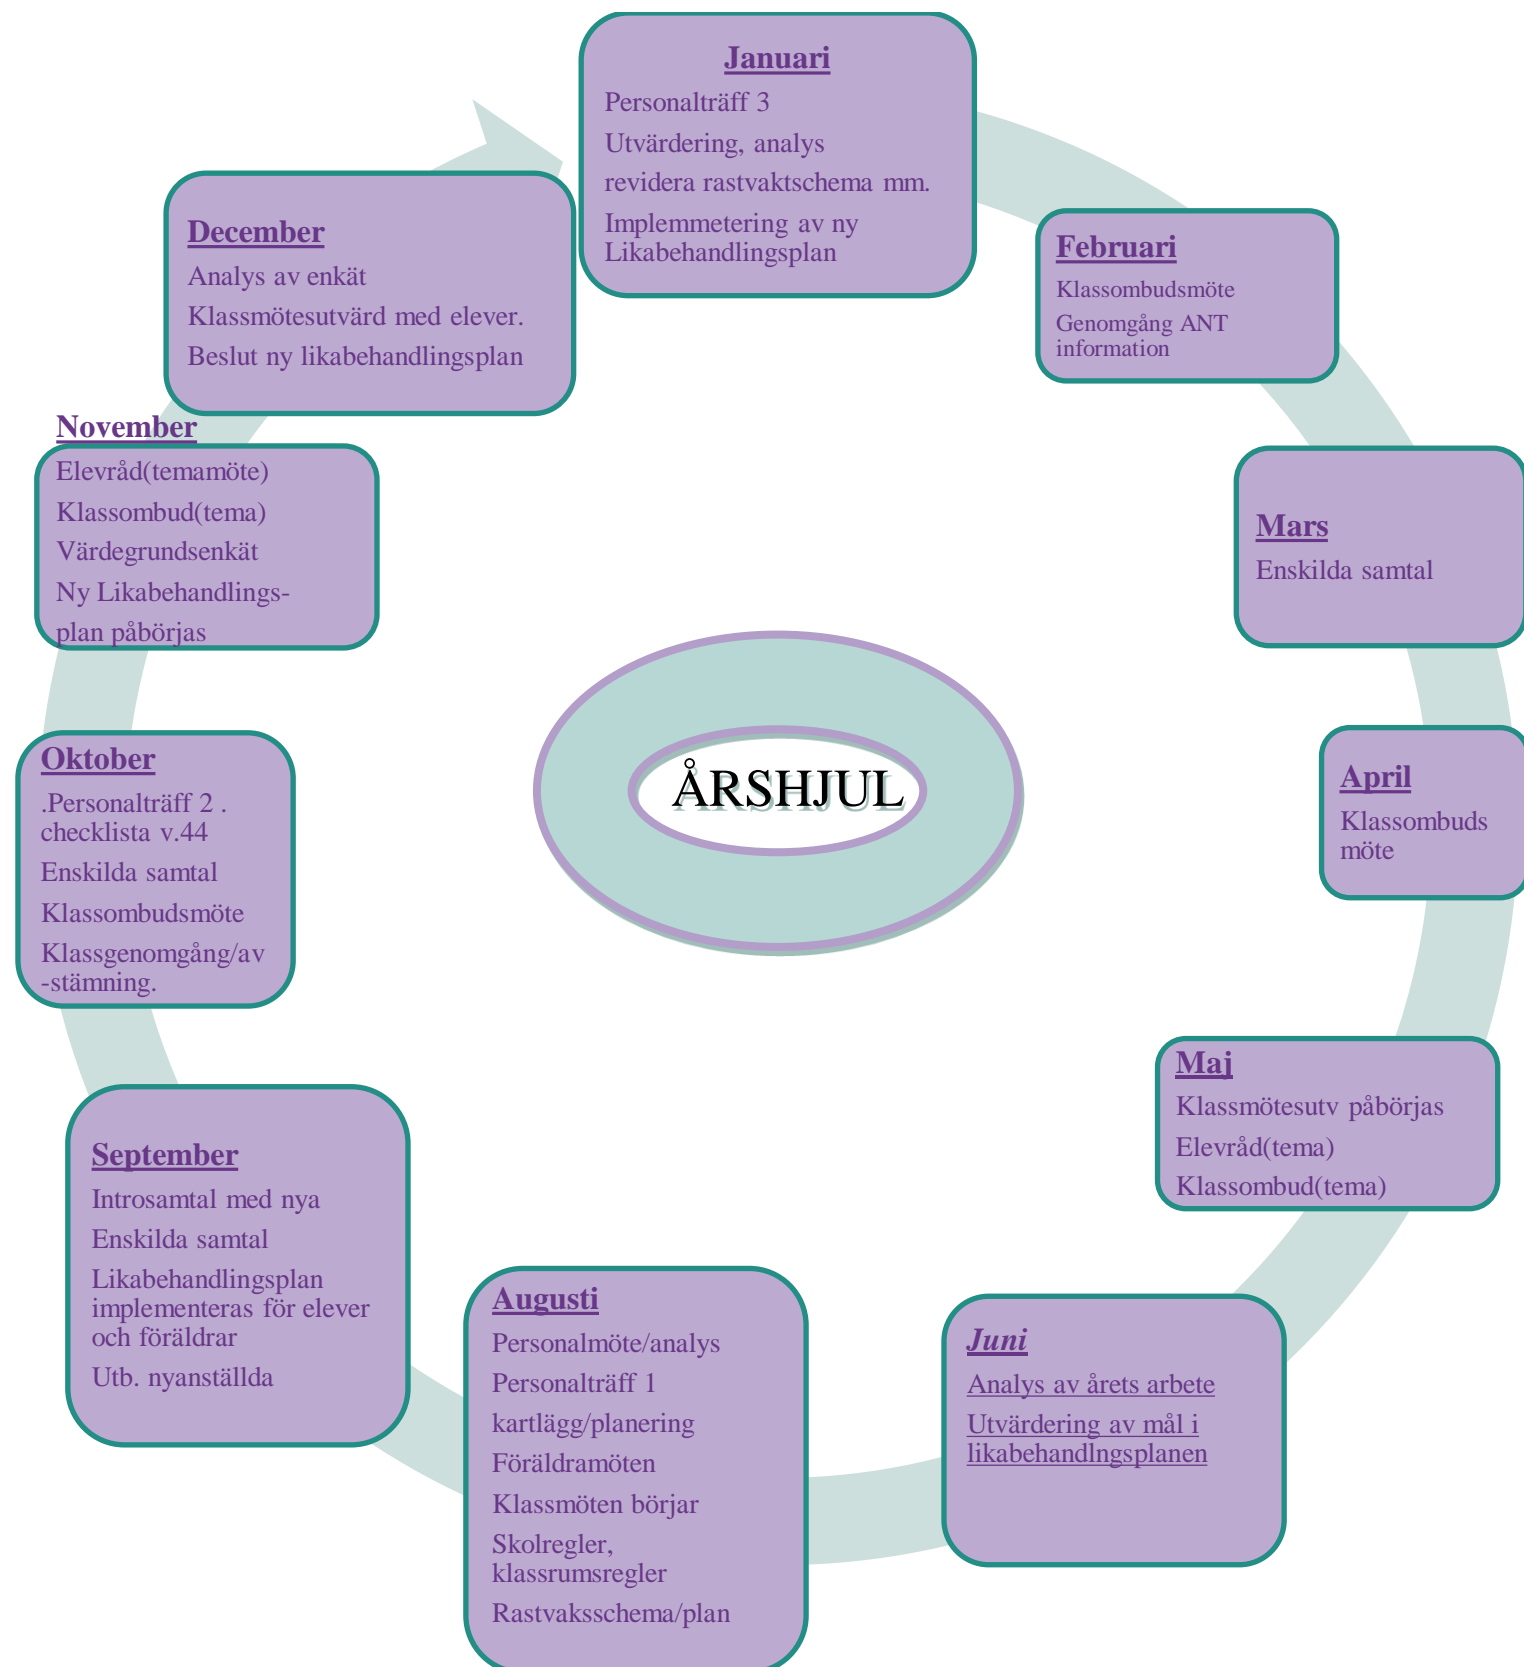 Januari
Personalträff 3
Utvärdering, analys
revidera rastvaktschema mm.
Implemmetering av ny
Likabehandlingsplan
Februari
Klassombudsmöte
Genomgång ANT
information
Mars
Enskilda samtal
April
Klassombuds
möte
Maj
Klassmötesutv påbörjas
Elevråd(tema)
Klassombud(tema)
Juni
Analys av årets arbete
Utvärdering av mål i
likabehandlngsplanen
Augusti
Personalmöte/analys
Personalträff 1
kartlägg/planering
Föräldramöten
Klassmöten börjar
Skolregler,
klassrumsregler
Rastvaksschema/plan
September
Introsamtal med nya
Enskilda samtal
Likabehandlingsplan
implementeras för elever
och föräldrar
Utb. nyanställda
Oktober
.Personalträff 2 .
checklista v.44
Enskilda samtal
Klassombudsmöte
Klassgenomgång/av
-stämning.
November
Elevråd(temamöte)
Klassombud(tema)
Värdegrundsenkät
Ny Likabehandlings-
plan påbörjas
December
Analys av enkät
Klassmötesutvärd med elever.
Beslut ny likabehandlingsplan
ÅRSHJUL